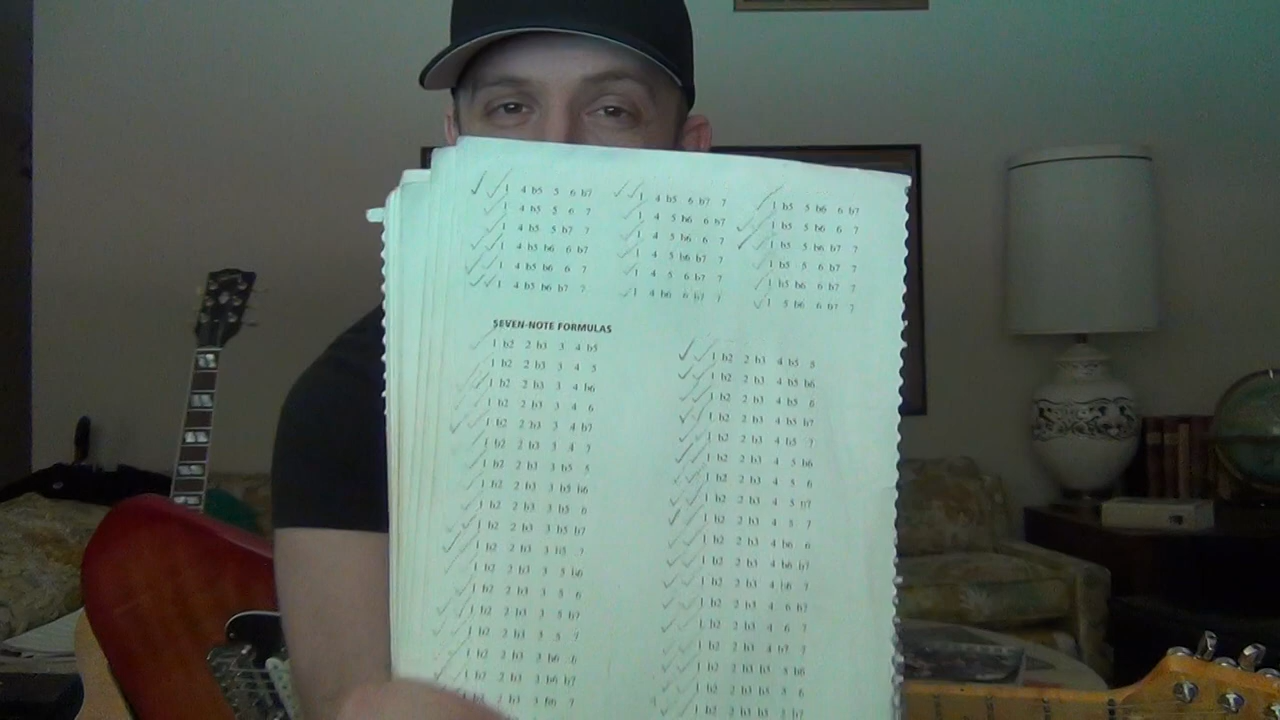 1 4 b5 5 6 b7
1 4 b5 5 6 7
1 4 b5 5 b7 7
1 4 b5 b6 6 b7
1 4 b5 b6 6 7
1 4 b5 b6 b7 7
1 4 b5 6 b7 7
1 4 5 b6 6 b7
1 4 5 b6 6 7
1 4 5 b6 b7 7
1 4 5 6 b7 7
1 4 b6 6 b7 7
1 b5 5 b6 6 b7
1 b5 5 b6 6 7
1 b5 5 b6 b7 7
1 b5 5 6 b7 7
1 b5 b6 6 b7 7
1 5 b6 6 b7 7
SEVEN-NOTE FORMULAS
1 b2 2 b3 3 4 b5
1 b2 2 b3 3 4 5
1 b2 2 b3 3 4 b6
1 b2 2 b3 3 4 6
1 b2 2 b3 3 4 b7
1 b2 2 b3 3 4 7
1 b2 2 b3 3 b5 5
1 b2 2 b3 3 b5 b6
1 b2 2 b3 3 b5 6
1 b2 2 b3 3 b5 b7
1 b2 2 b3 3 b5 7
1 b2 2 b3 3 5 b6
1 b2 2 b3 3 5 6
1 b2 2 b3 3 5 b7
1 b2 2 b3 3 5 7
1 b2 2 b3 3 b6 6
1 b2 2 b3 3 b6 b7
1 b2 2 b3 3 b6 7
1 b2 2 b3 4 b5 5
1 b2 2 b3 4 b5 b6
1 b2 2 b3 4 b5 6
1 b2 2 b3 4 b5 b7
1 b2 2 b3 4 b5 7
1 b2 2 b3 4 5 b6
1 b2 2 b3 4 5 6
1 b2 2 b3 4 5 b7
1 b2 2 b3 4 5 7
1 b2 2 b3 4 b6 6
1 b2 2 b3 4 b6 b7
1 b2 2 b3 4 b6 7
1 b2 2 b3 4 6 b7
1 b2 2 b3 4 6 7
1 b2 2 b3 4 b7 7
1 b2 2 b3 b5 5 b6
1 b2 2 b3 b5 5 6
1 b2 2 b3 b5 5 b7